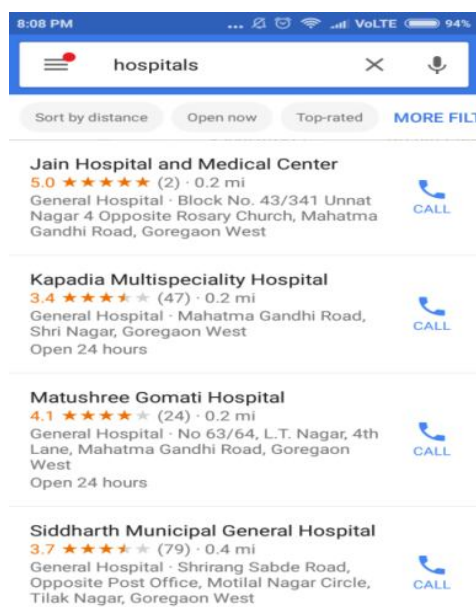 8:08 PM ... VoLTE 94%
hospitals
Sort by distance Open now Top-rated MORE FILT
Jain Hospital and Medical Center
5.0 ★★★★★ (2) · 0.2 mi
General Hospital · Block No. 43/341 Unnat
Nagar 4 Opposite Rosary Church, Mahatma
Gandhi Road, Goregaon West
CALL
Kapadia Multispeciality Hospital
3.4 (47) · 0.2 mi
General Hospital · Mahatma Gandhi Road,
Shri Nagar, Goregaon West
Open 24 hours
CALL
Matushree Gomati Hospital
4.1 (24) · 0.2 mi
General Hospital · No 63/64, L.T. Nagar, 4th
Lane, Mahatma Gandhi Road, Goregaon
West
Open 24 hours
CALL
Siddharth Municipal General Hospital
3.7 (79) · 0.4 mi
General Hospital · Shrirang Sabde Road,
Opposite Post Office, Motilal Nagar Circle,
Tilak Nagar, Goregaon West
CALL